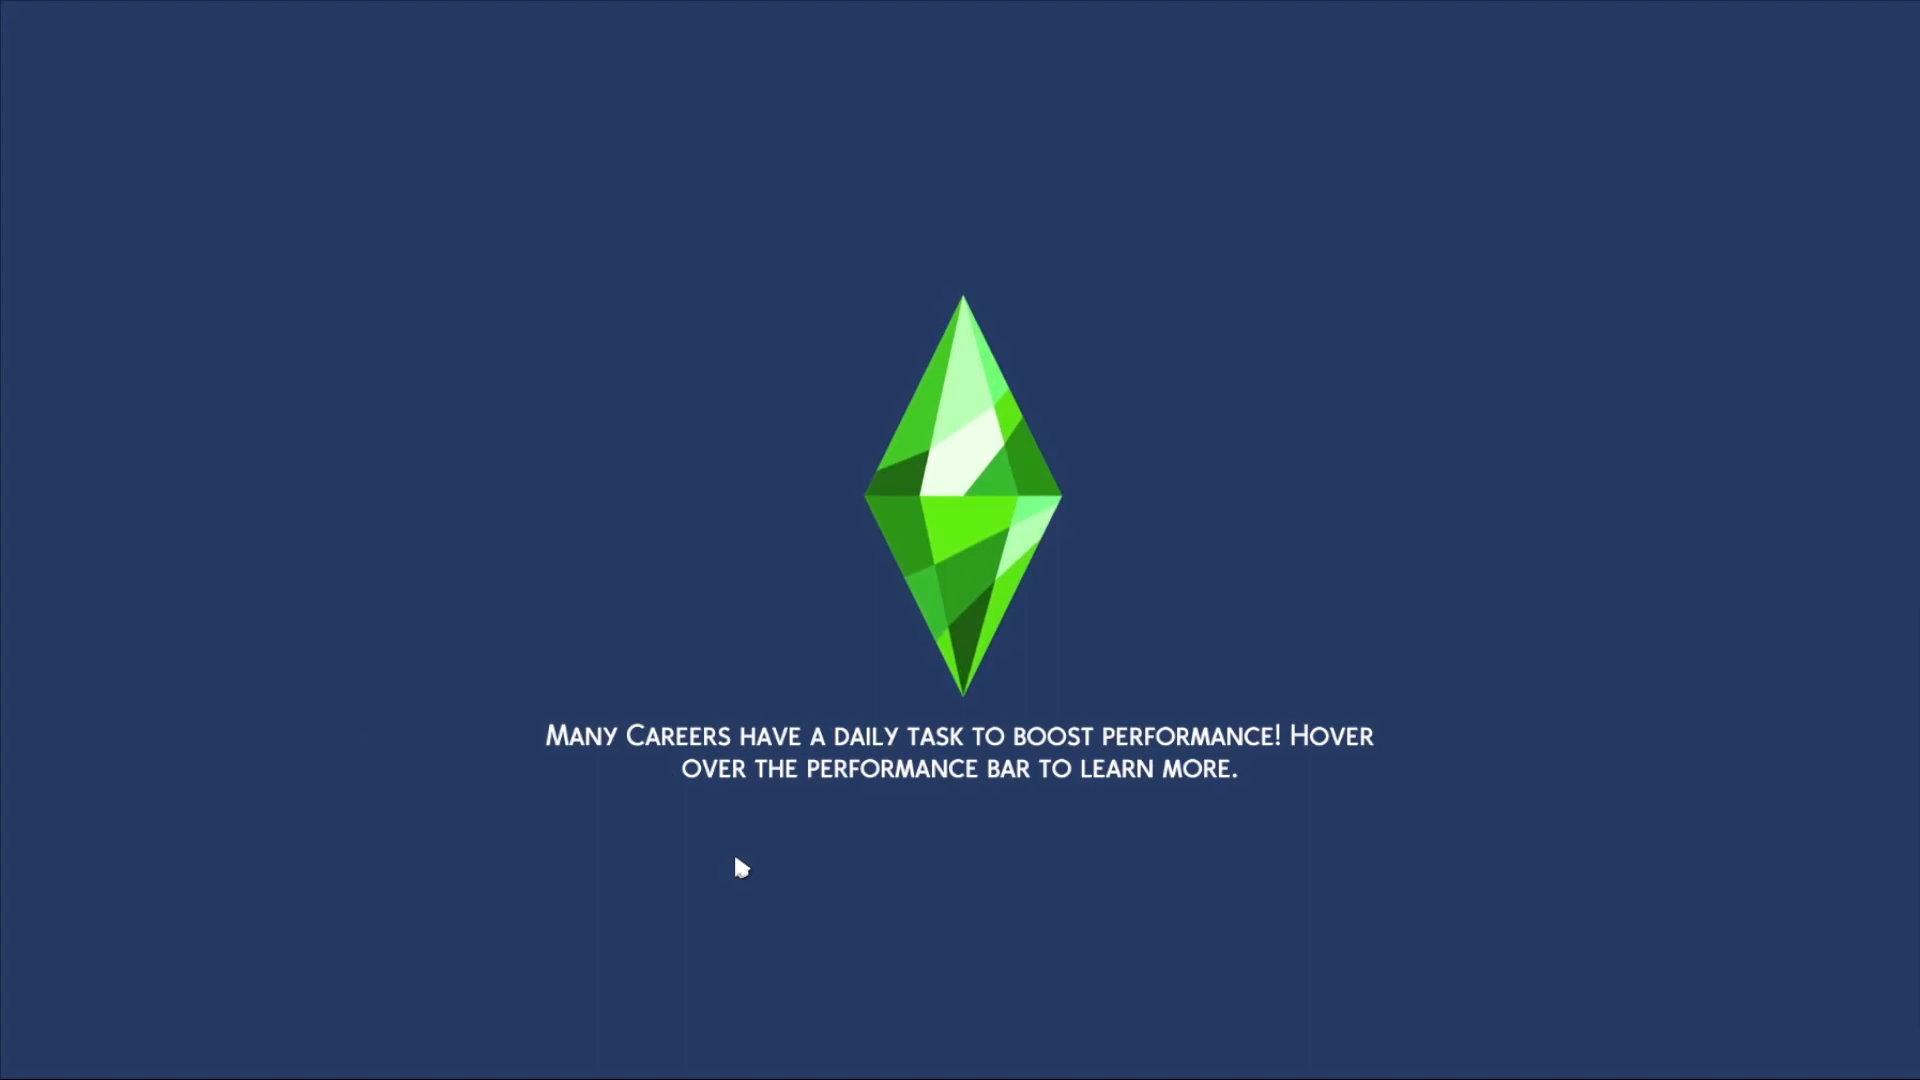 MANY CAREERS HAVE A DAILY TASK TO BOOST PERFORMANCE! HOVER
OVER THE PERFORMANCE BAR TO LEARN MORE.